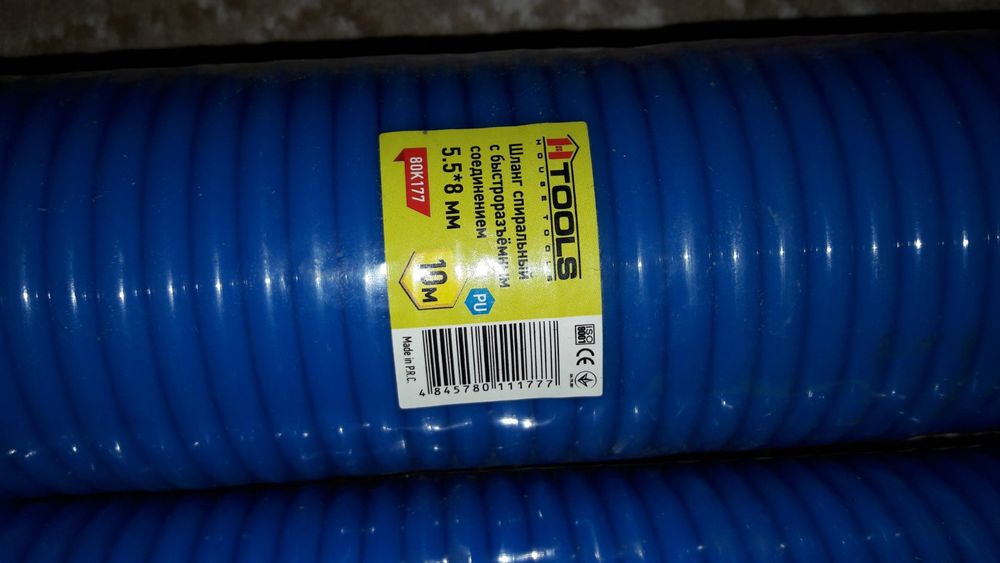 TOOLS
HOUSE TOOLS
Шланг спиральный
с быстроразъёмным
соединением
5.5*8 мм
80K177
10м
PU
ISO
9001
CE
4 845780 111777
Made in P.R.C.